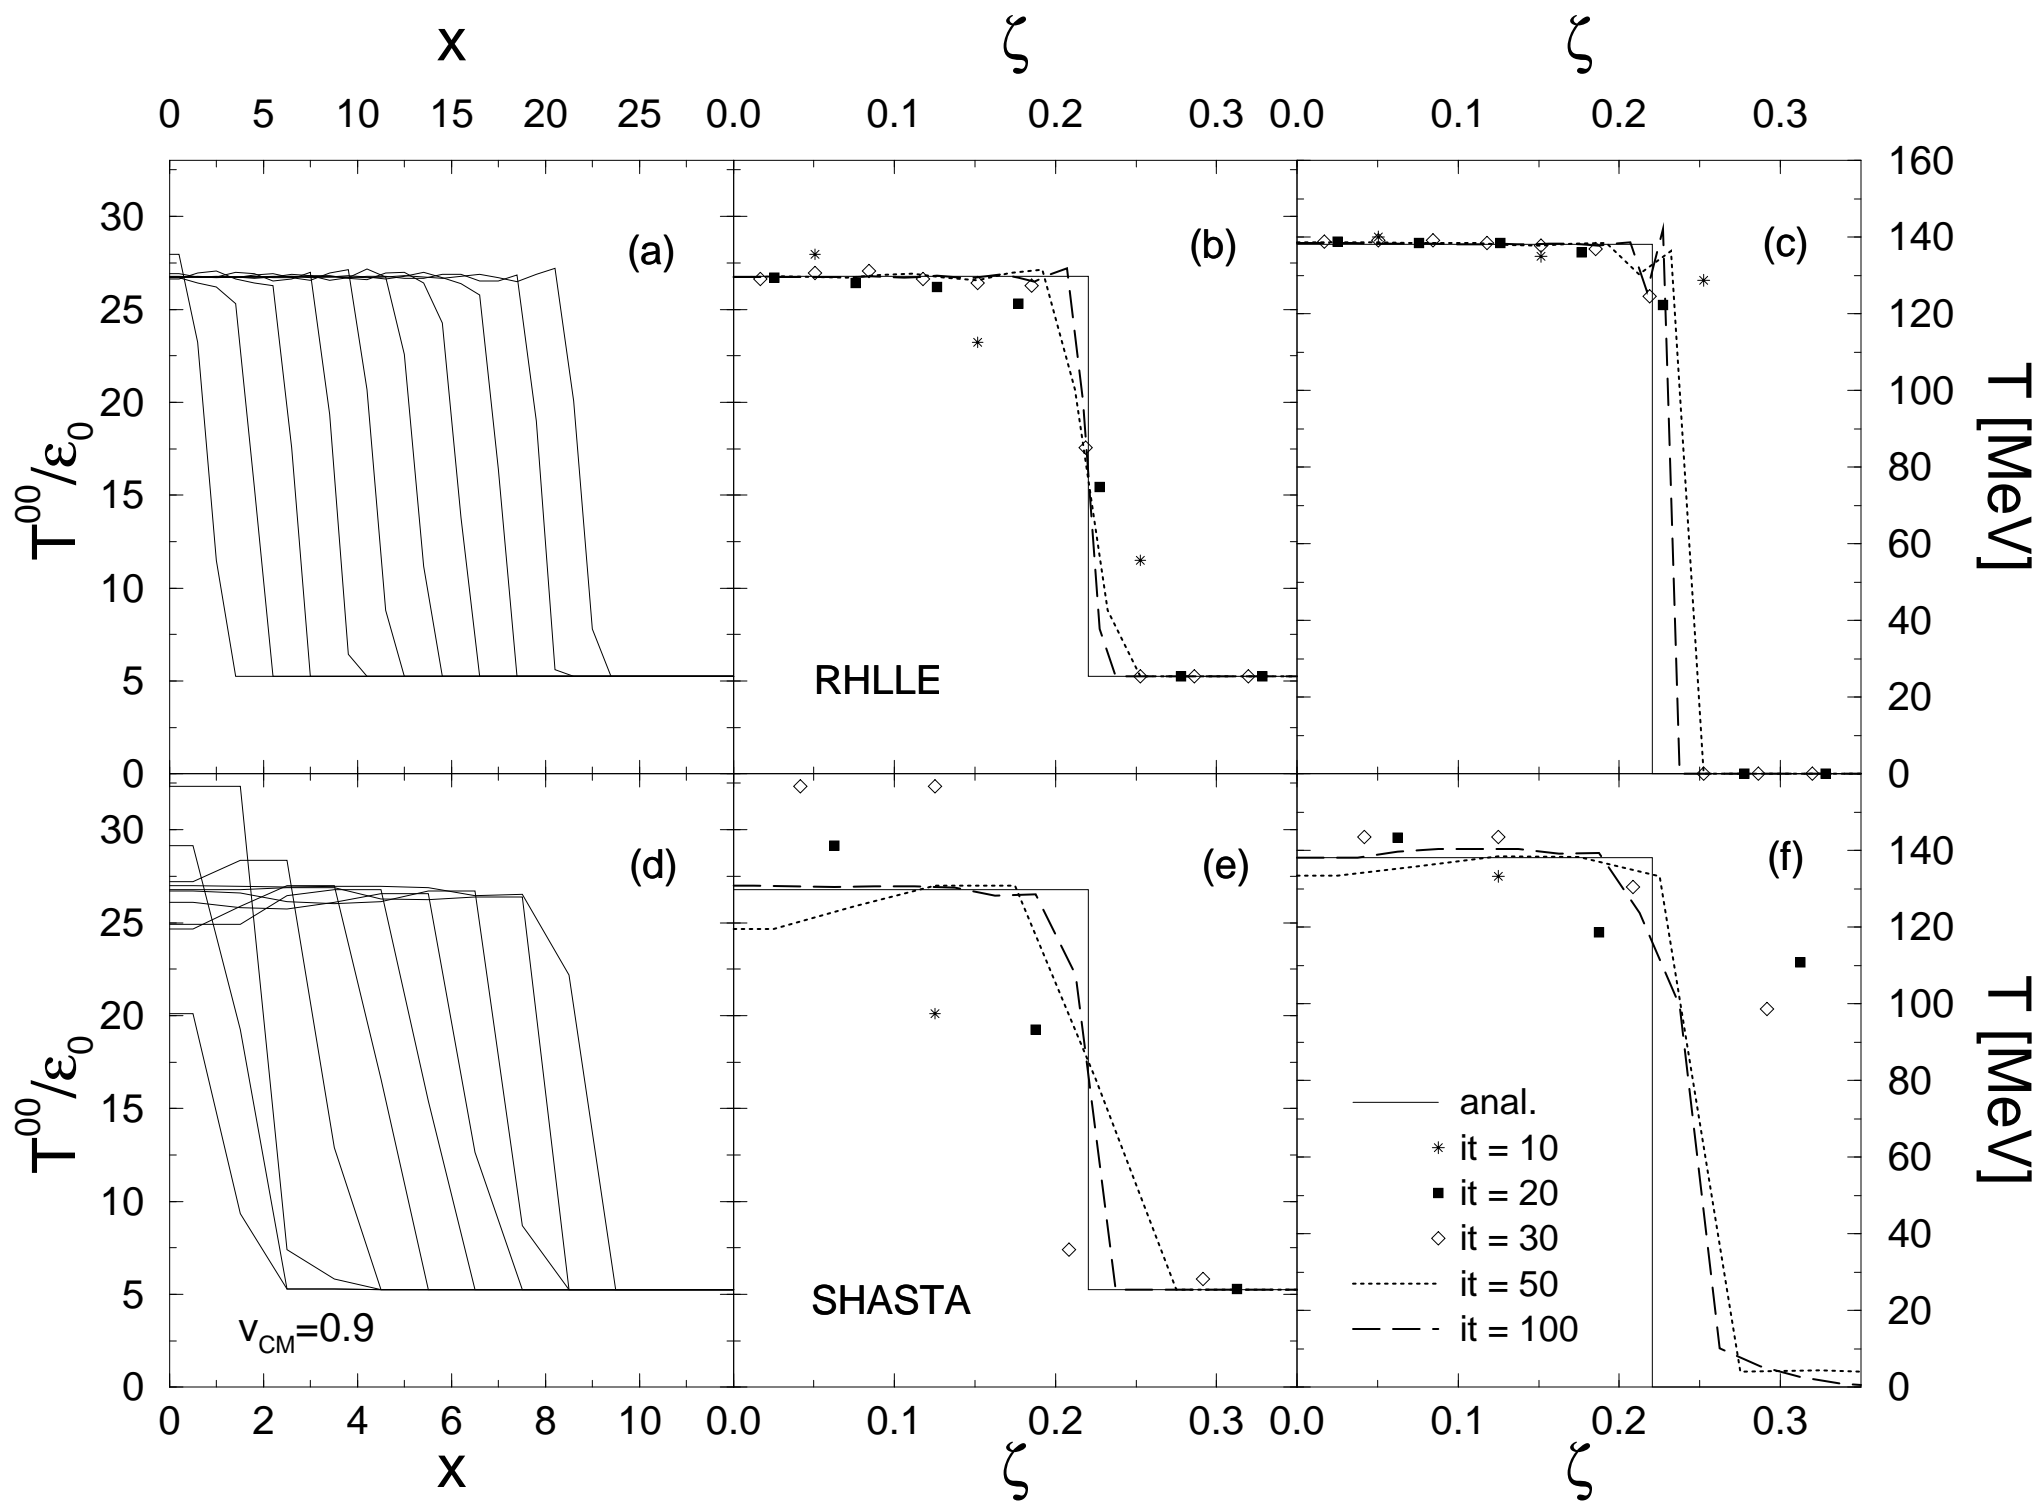 x ζ ζ
0 5 10 15 20 25 0.0 0.1 0.2 0.3 0.0 0.1 0.2 0.3
160
30 (a) (b) (c) 140
25 120
20 100
T^00/ε_0 T [MeV]
15 80
60
10 40
5 RHLLE 20
0 0
30 (d) (e) (f) 140
25 120
20 100
T^00/ε_0 T [MeV]
15 80
anal.
it = 10
60
10 it = 20
it = 30 40
5 SHASTA it = 50 20
v_CM=0.9 it = 100
0 0
0 2 4 6 8 10 0.0 0.1 0.2 0.3 0.0 0.1 0.2 0.3
x ζ ζ